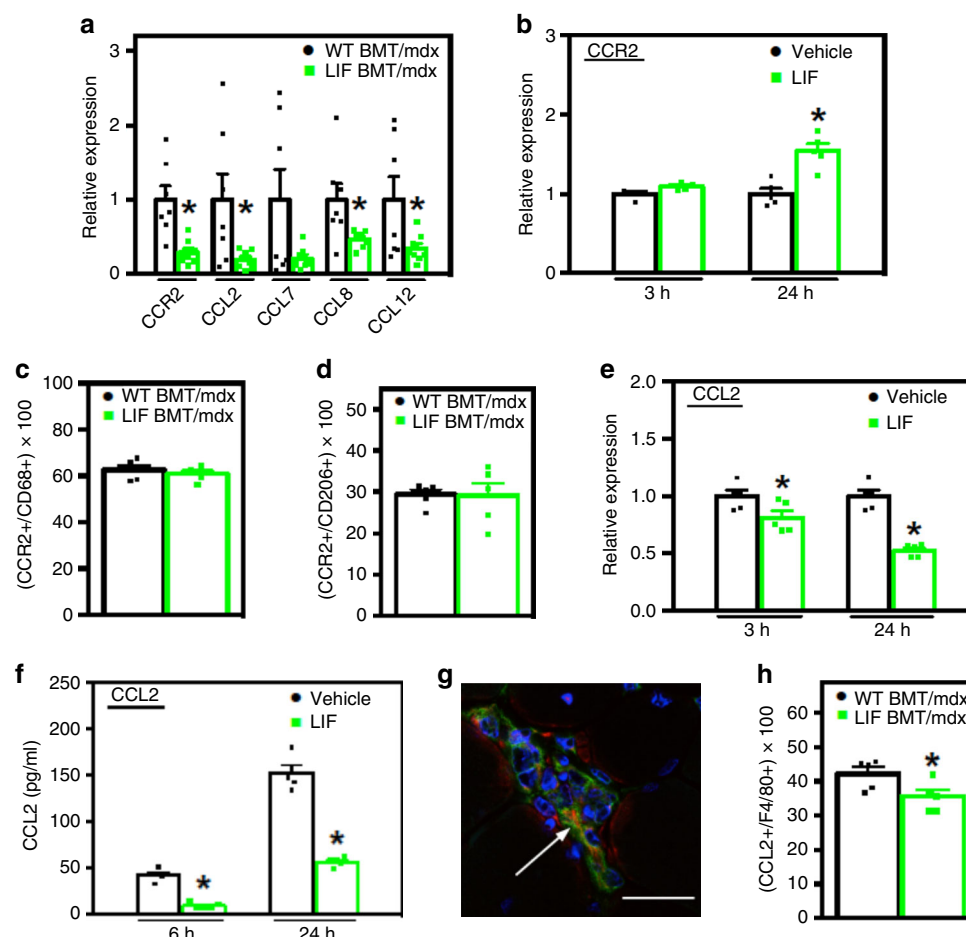 a
Relative expression
3
2
1
0
WT BMT/mdx
LIF BMT/mdx
*
*
*
*
CCR2
CCL2
CCL7
CCL8
CCL12
b
Relative expression
3
2
1
0
CCR2
Vehicle
LIF
*
3 h
24 h
c
(CCR2+/CD68+) × 100
100
80
60
40
20
0
WT BMT/mdx
LIF BMT/mdx
d
(CCR2+/CD206+) × 100
50
40
30
20
10
0
WT BMT/mdx
LIF BMT/mdx
e
Relative expression
2.0
1.5
1.0
0.5
0.0
CCL2
Vehicle
LIF
*
*
3 h
24 h
f
CCL2 (pg/ml)
250
200
150
100
50
0
CCL2
Vehicle
LIF
*
*
6 h
24 h
g
h
(CCL2+/F4/80+) × 100
60
50
40
30
20
10
0
WT BMT/mdx
LIF BMT/mdx
*